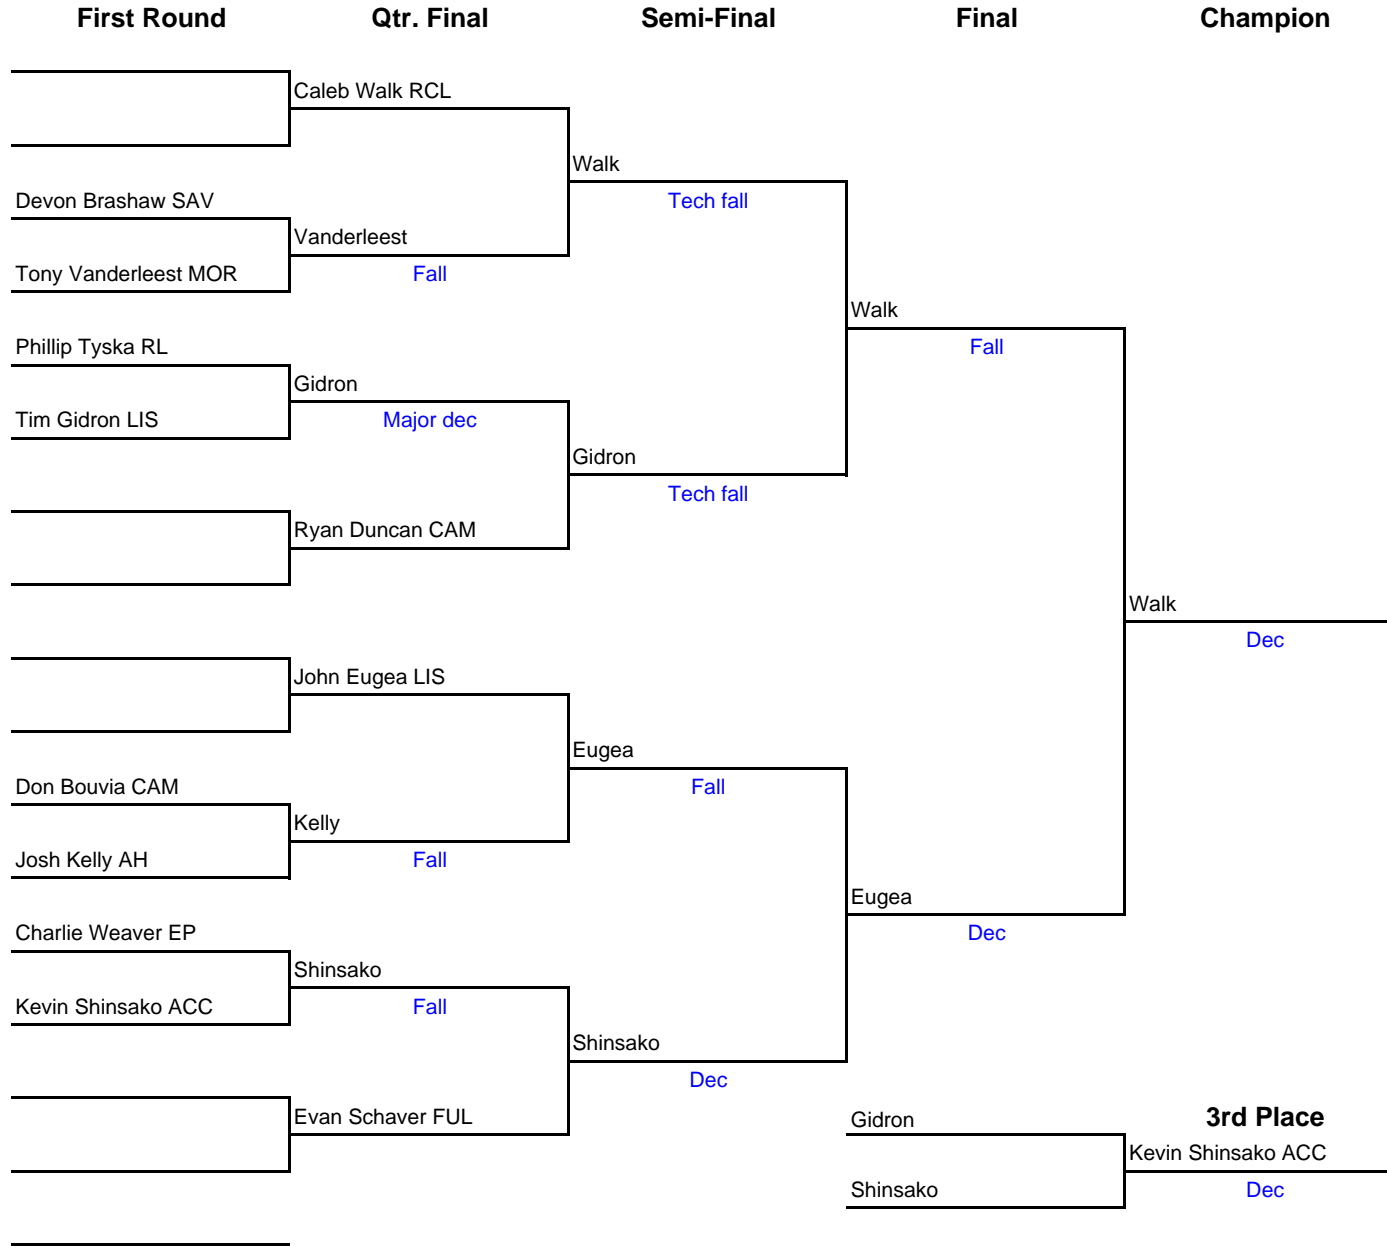 First Round Qtr. Final Semi-Final Final Champion
Caleb Walk RCL
Walk
Devon Brashaw SAV
Tech fall
Vanderleest
Tony Vanderleest MOR
Fall
Walk
Phillip Tyska RL
Fall
Gidron
Tim Gidron LIS
Major dec
Gidron
Tech fall
Ryan Duncan CAM
Walk
Dec
John Eugea LIS
Eugea
Don Bouvia CAM
Fall
Kelly
Josh Kelly AH
Fall
Eugea
Charlie Weaver EP
Dec
Shinsako
Kevin Shinsako ACC
Fall
Shinsako
Dec
Evan Schaver FUL
Gidron
3rd Place
Kevin Shinsako ACC
Shinsako
Dec